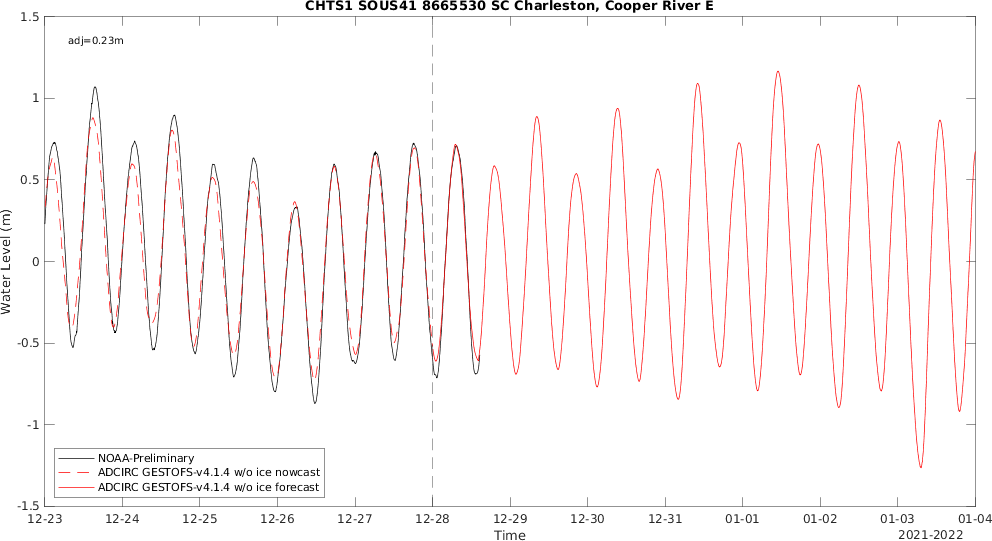 CHTS1 SOUS41 8665530 SC Charleston, Cooper River E
adj=0.23m
1.5
1
0.5
0
-0.5
-1
-1.5
Water Level (m)
NOAA-Preliminary
ADCIRC GESTOFS-v4.1.4 w/o ice nowcast
ADCIRC GESTOFS-v4.1.4 w/o ice forecast
12-23 12-24 12-25 12-26 12-27 12-28 12-29 12-30 12-31 01-01 01-02 01-03 01-04
Time
2021-2022